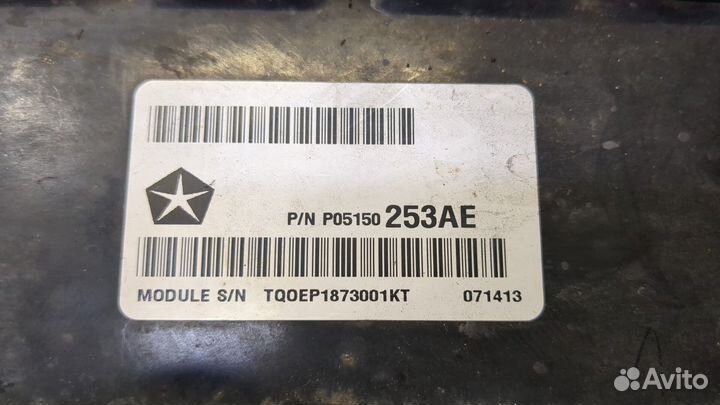 P/N P05150 253AE
MODULE S/N TQOEP1873001KT 071413
Avito